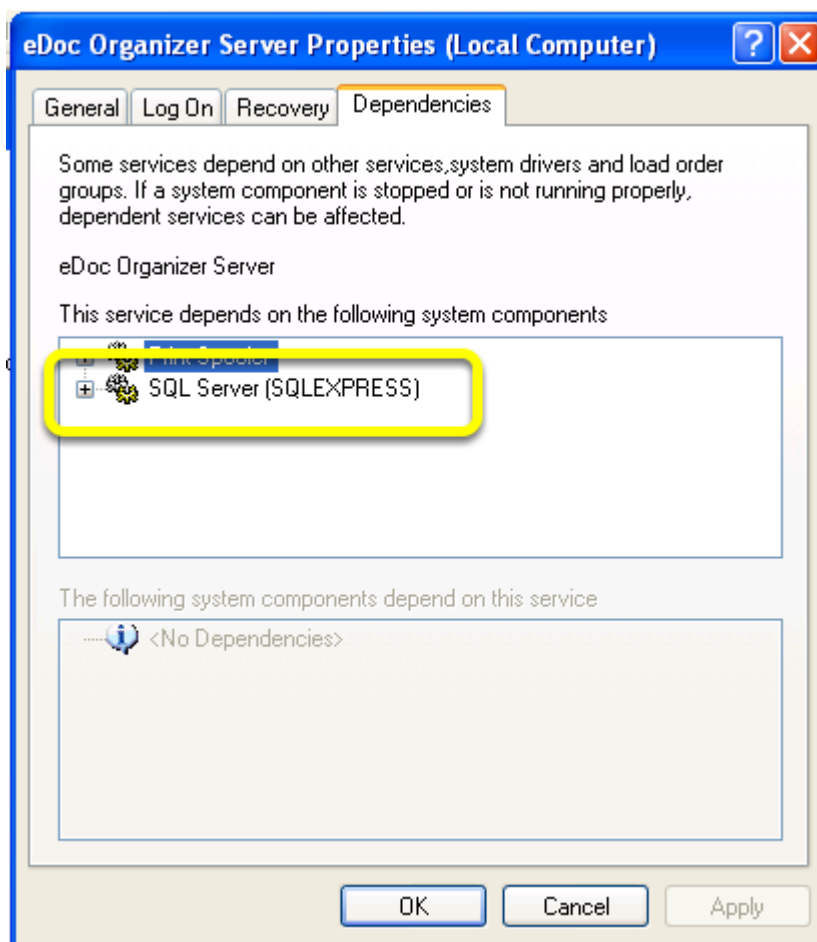 eDoc Organizer Server Properties (Local Computer)
General Log On Recovery Dependencies
Some services depend on other services,system drivers and load order
groups. If a system component is stopped or is not running properly,
dependent services can be affected.
eDoc Organizer Server
This service depends on the following system components
Print Spooler
SQL Server (SQLEXPRESS)
The following system components depend on this service
<No Dependencies>
OK Cancel Apply